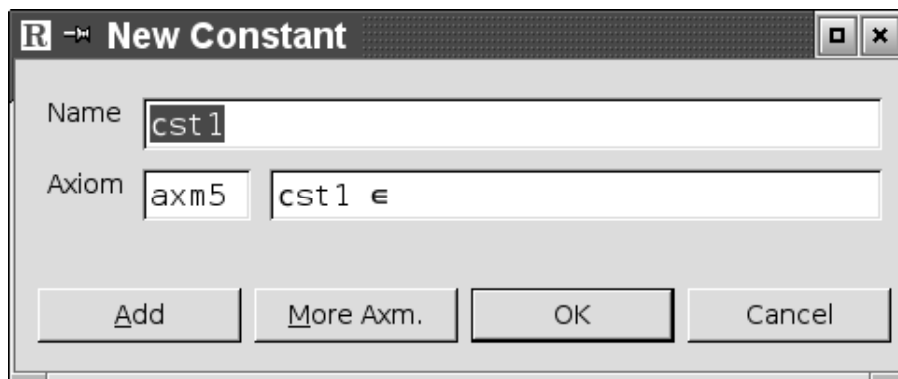 R New Constant
Name cst1
Axiom axm5 cst1 ∈
Add More Axm. OK Cancel